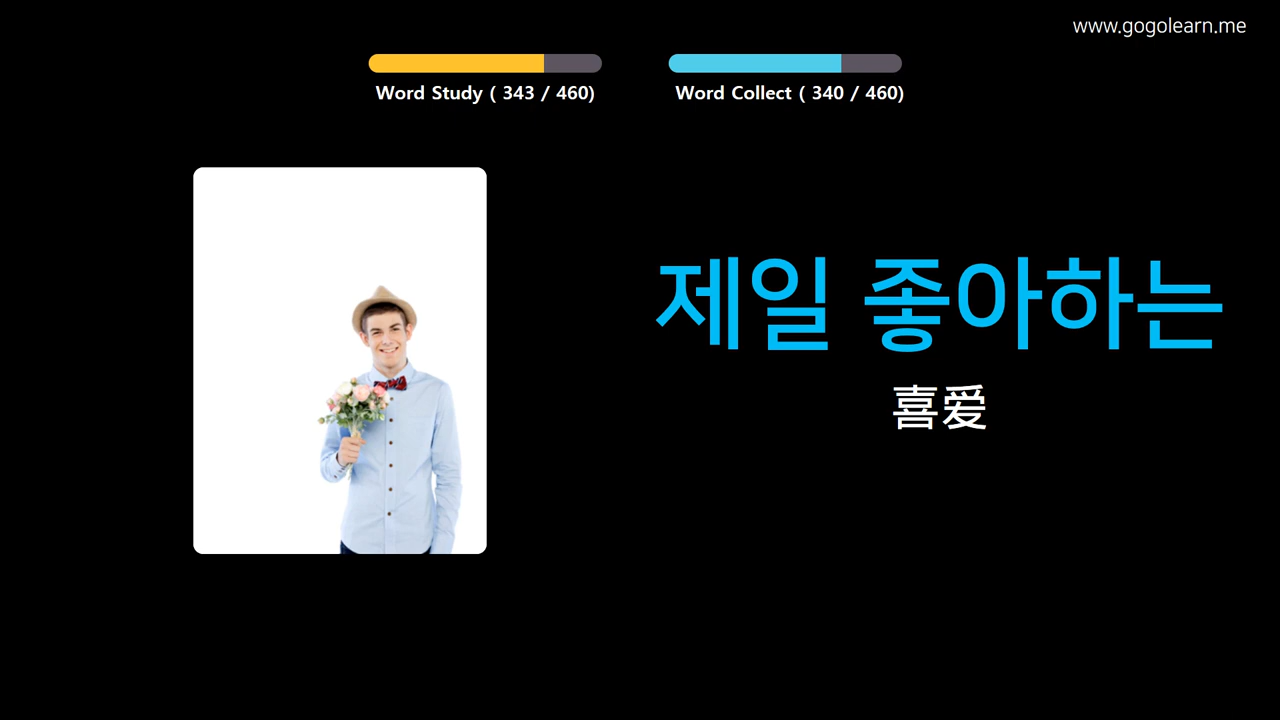 www.gogolearn.me
Word Study ( 343 / 460)
Word Collect ( 340 / 460)
제일 좋아하는
喜爱